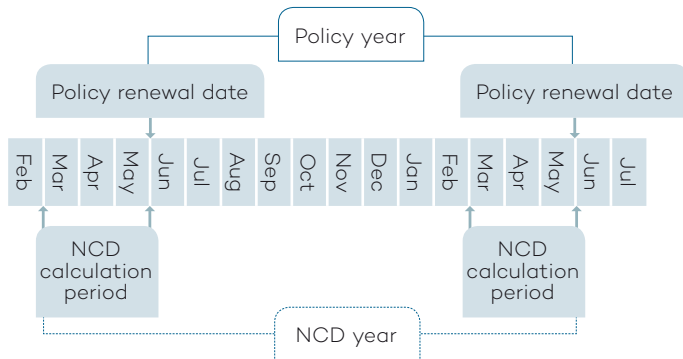 Policy year
Policy renewal date
Policy renewal date
Feb
Mar
Apr
May
Jun
Jul
Aug
Sep
Oct
Nov
Dec
Jan
Feb
Mar
Apr
May
Jun
Jul
NCD
calculation
period
NCD
calculation
period
NCD year